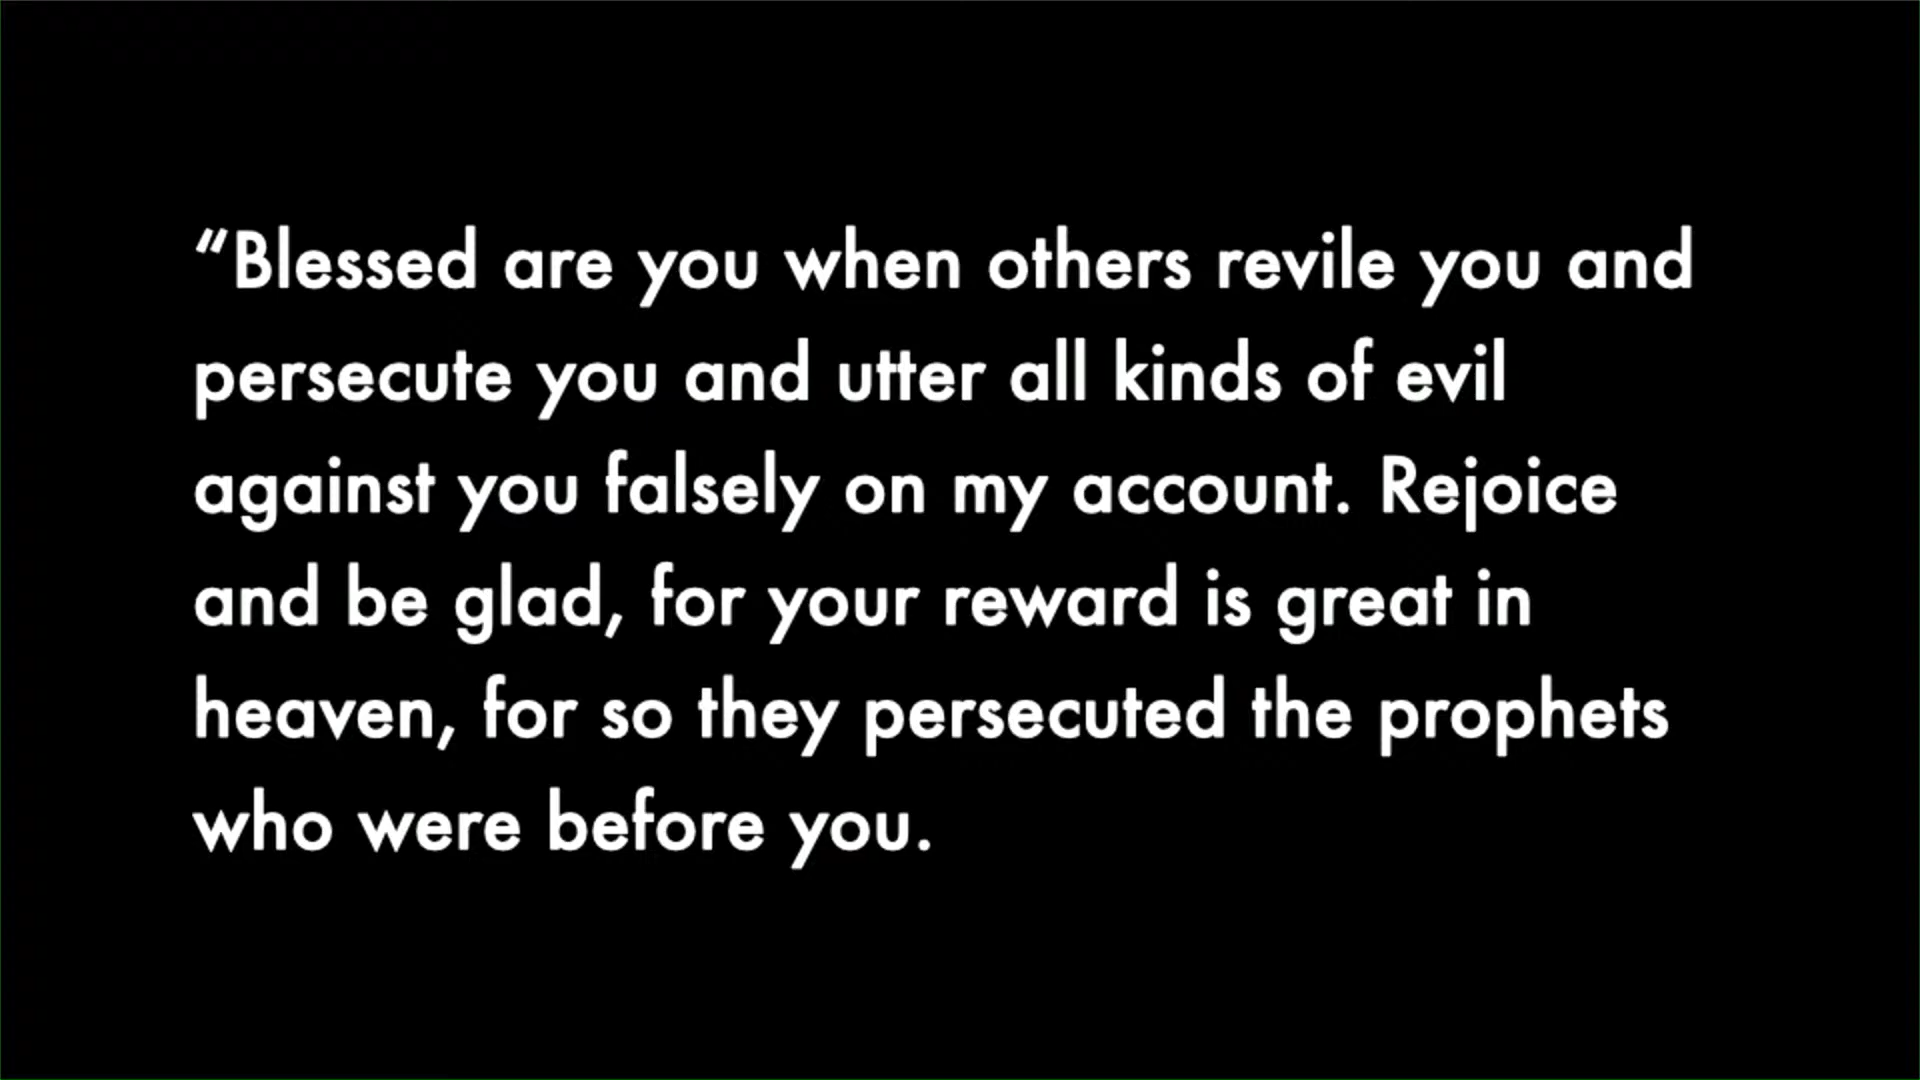 “Blessed are you when others revile you and
persecute you and utter all kinds of evil
against you falsely on my account. Rejoice
and be glad, for your reward is great in
heaven, for so they persecuted the prophets
who were before you.